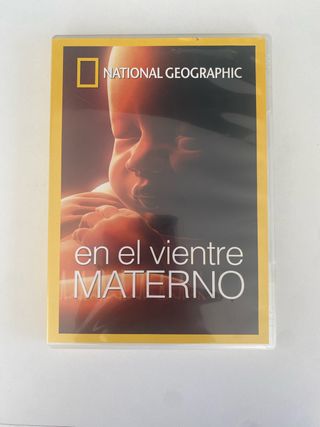 NATIONAL GEOGRAPHIC
en el vientre
MATERNO